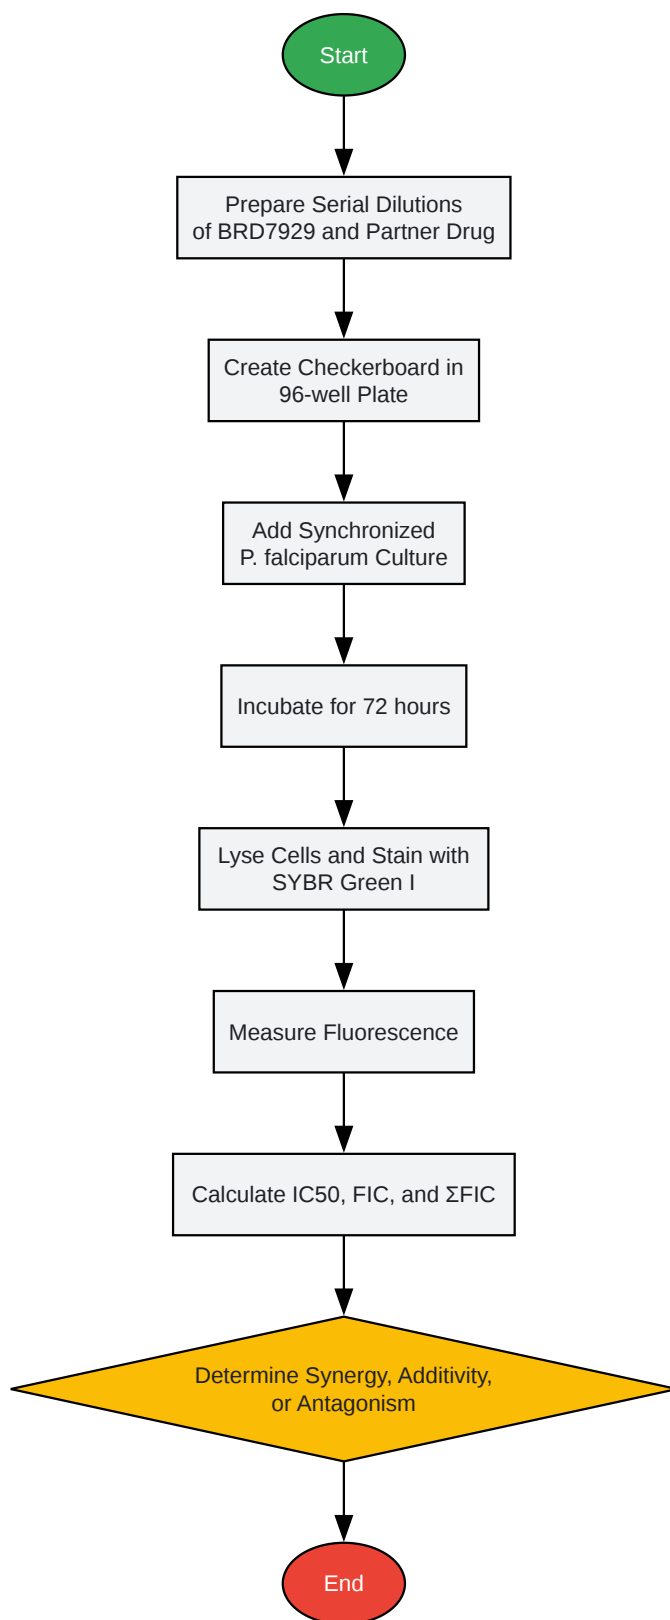 Start
Prepare Serial Dilutions
of BRD7929 and Partner Drug
Create Checkerboard in
96-well Plate
Add Synchronized
P. falciparum Culture
Incubate for 72 hours
Lyse Cells and Stain with
SYBR Green I
Measure Fluorescence
Calculate IC50, FIC, and ΣFIC
Determine Synergy, Additivity,
or Antagonism
End